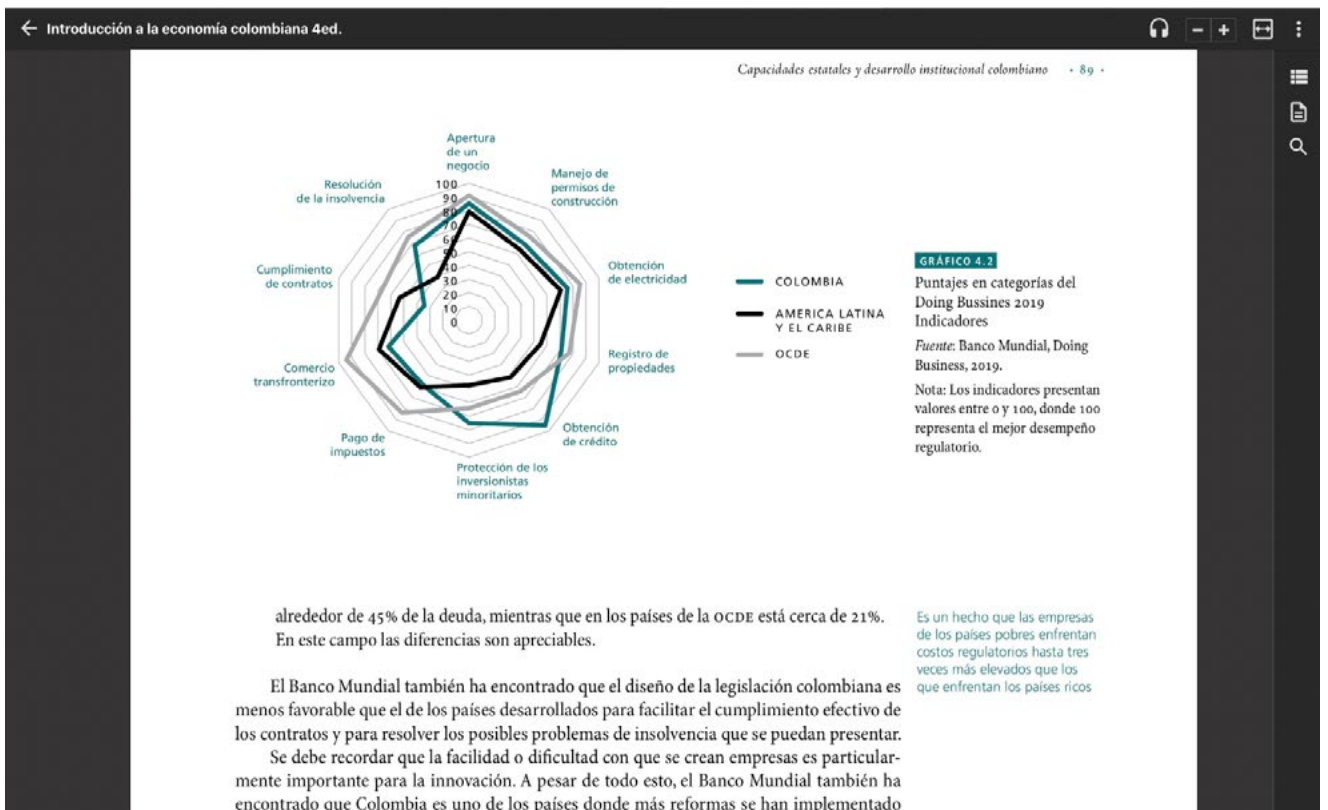 Introducción a la economía colombiana 4ed.
Capacidades estatales y desarrollo institucional colombiano • 89 •
Apertura
de un
negocio
Manejo de
permisos de
construcción
Obtención
de electricidad
Registro de
propiedades
Obtención
de crédito
Protección de los
inversionistas
minoritarios
Pago de
impuestos
Comercio
transfronterizo
Cumplimiento
de contratos
Resolución
de la insolvencia
100
90
80
70
60
50
40
30
20
10
0
COLOMBIA
AMERICA LATINA
Y EL CARIBE
OCDE
GRÁFICO 4.2
Puntajes en categorías del
Doing Bussines 2019
Indicadores
Fuente: Banco Mundial, Doing
Business, 2019.
Nota: Los indicadores presentan
valores entre 0 y 100, donde 100
representa el mejor desempeño
regulatorio.
alrededor de 45% de la deuda, mientras que en los países de la OCDE está cerca de 21%.
En este campo las diferencias son apreciables.
Es un hecho que las empresas
de los países pobres enfrentan
costos regulatorios hasta tres
veces más elevados que los
que enfrentan los países ricos
El Banco Mundial también ha encontrado que el diseño de la legislación colombiana es
menos favorable que el de los países desarrollados para facilitar el cumplimiento efectivo de
los contratos y para resolver los posibles problemas de insolvencia que se puedan presentar.
Se debe recordar que la facilidad o dificultad con que se crean empresas es particular-
mente importante para la innovación. A pesar de todo esto, el Banco Mundial también ha
encontrado que Colombia es uno de los países donde más reformas se han implementado